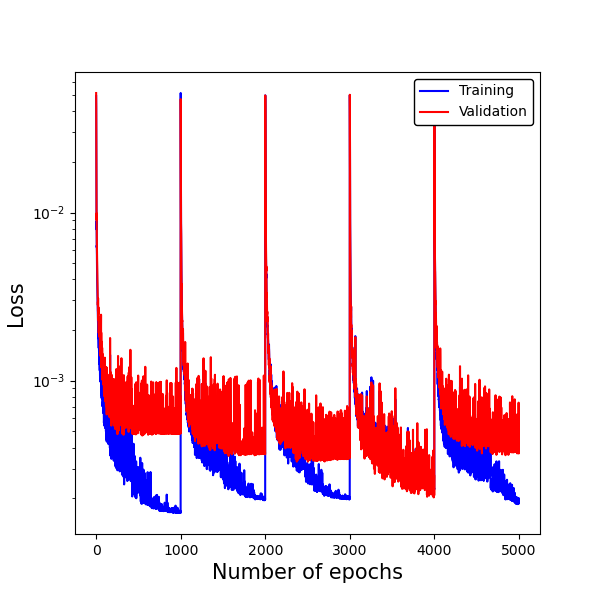 Training
Validation
Loss
10⁻²
10⁻³
0 1000 2000 3000 4000 5000
Number of epochs